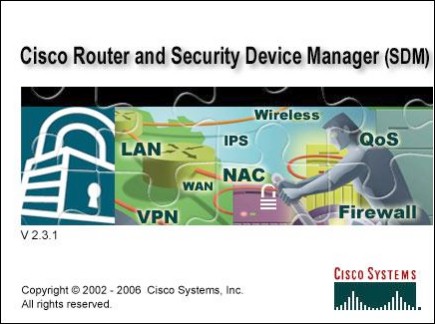 Cisco Router and Security Device Manager (SDM)
Wireless
LAN
IPS
QoS
NAC
WAN
VPN
Firewall
V 2.3.1
CISCO SYSTEMS
Copyright © 2002 - 2006 Cisco Systems, Inc.
All rights reserved.